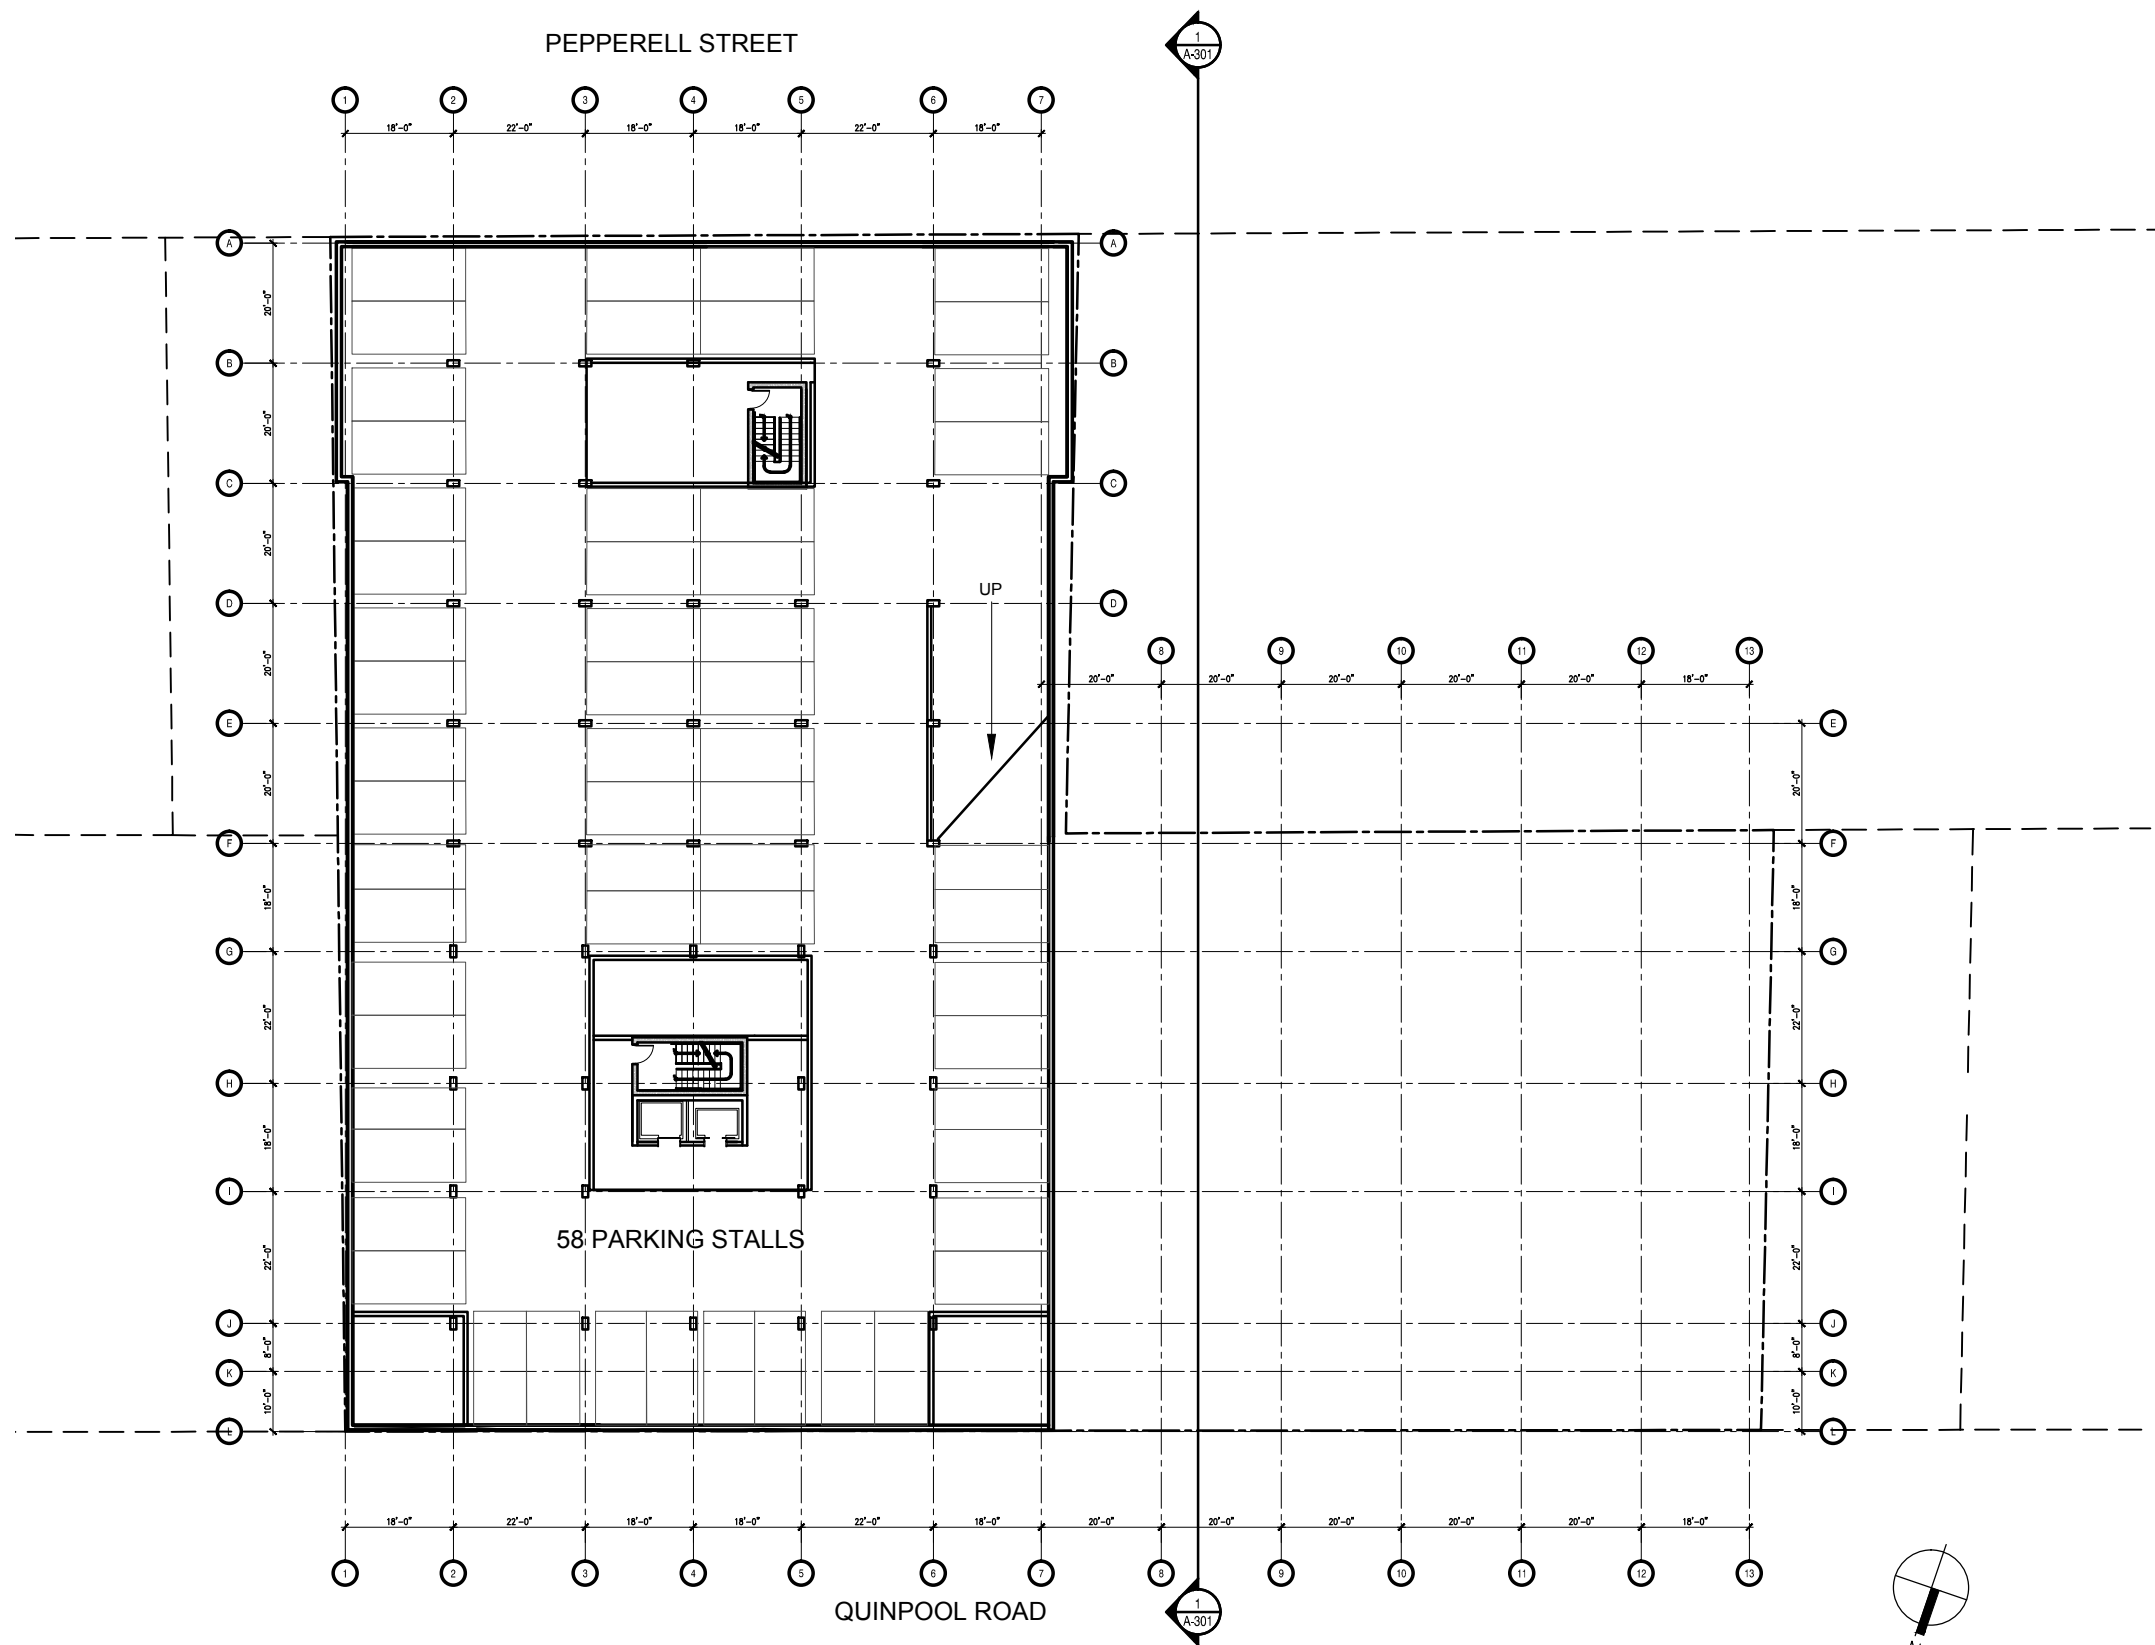 PEPPERELL STREET
1
A-301
1 2 3 4 5 6 7
18'-0" 22'-0" 18'-0" 18'-0" 22'-0" 18'-0"
A A
20'-0"
B B
20'-0"
C C
20'-0"
UP
D D
8 9 10 11 12 13
20'-0" 20'-0" 20'-0" 20'-0" 20'-0" 20'-0" 18'-0"
E E
20'-0" 20'-0"
F F
18'-0" 18'-0"
G G
22'-0" 22'-0"
H H
18'-0" 18'-0"
I I
58 PARKING STALLS
22'-0" 22'-0"
J J
8'-0" 8'-0"
K K
10'-0" 10'-0"
L L
18'-0" 22'-0" 18'-0" 18'-0" 22'-0" 18'-0" 20'-0" 20'-0" 20'-0" 20'-0" 20'-0" 18'-0"
1 2 3 4 5 6 7 8 9 10 11 12 13
QUINPOOL ROAD
1
A-301